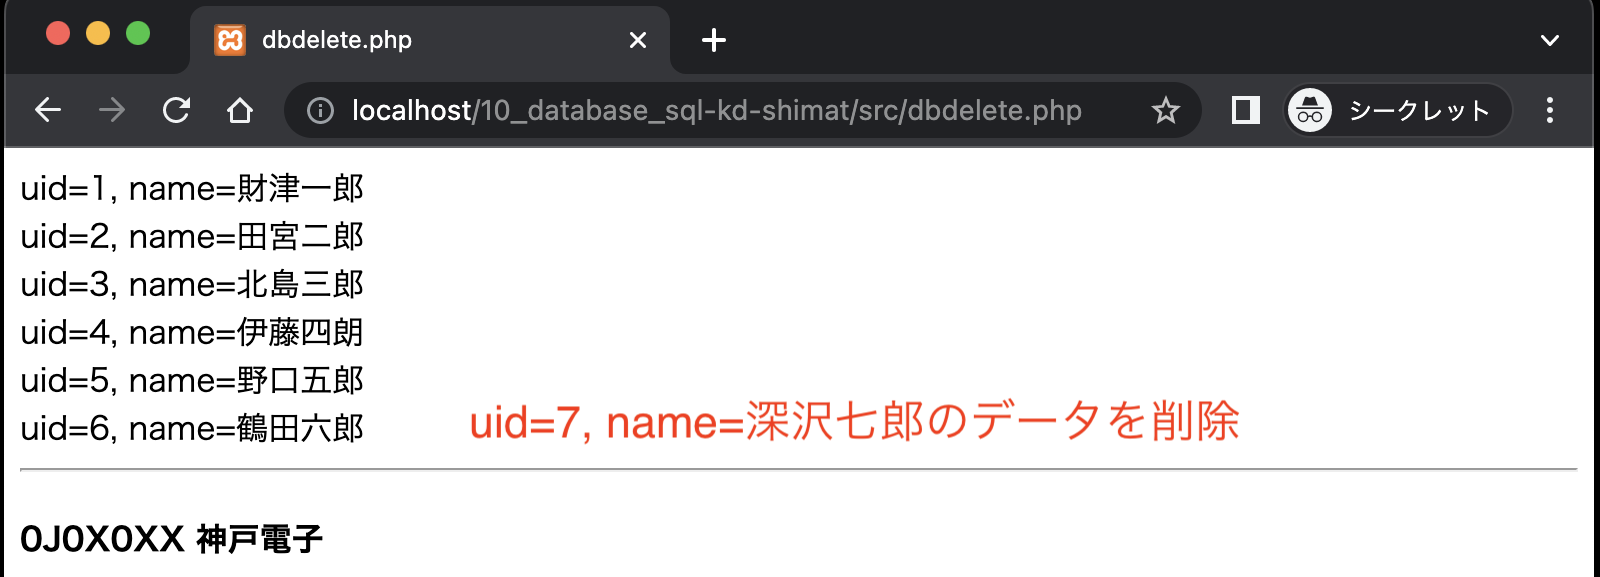 dbdelete.php
localhost/10_database_sql-kd-shimat/src/dbdelete.php
シークレット
uid=1, name=財津一郎
uid=2, name=田宮二郎
uid=3, name=北島三郎
uid=4, name=伊藤四朗
uid=5, name=野口五郎
uid=6, name=鶴田六郎
uid=7, name=深沢七郎のデータを削除
0J0X0XX 神戸電子